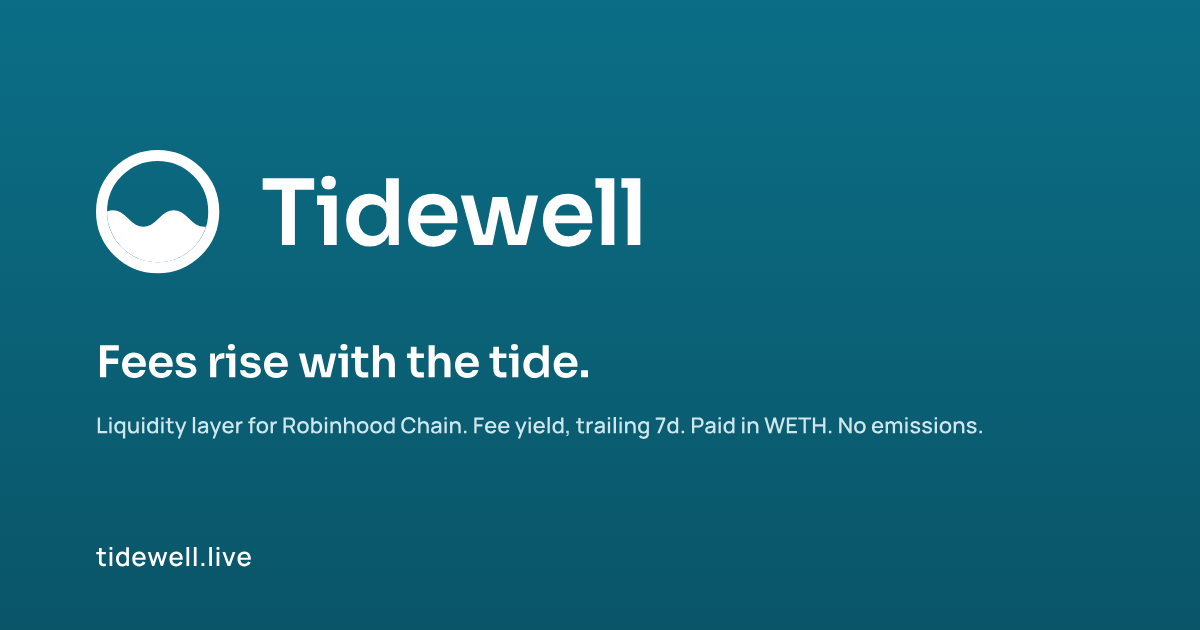 Tidewell
Fees rise with the tide.
Liquidity layer for Robinhood Chain. Fee yield, trailing 7d. Paid in WETH. No emissions.
tidewell.live